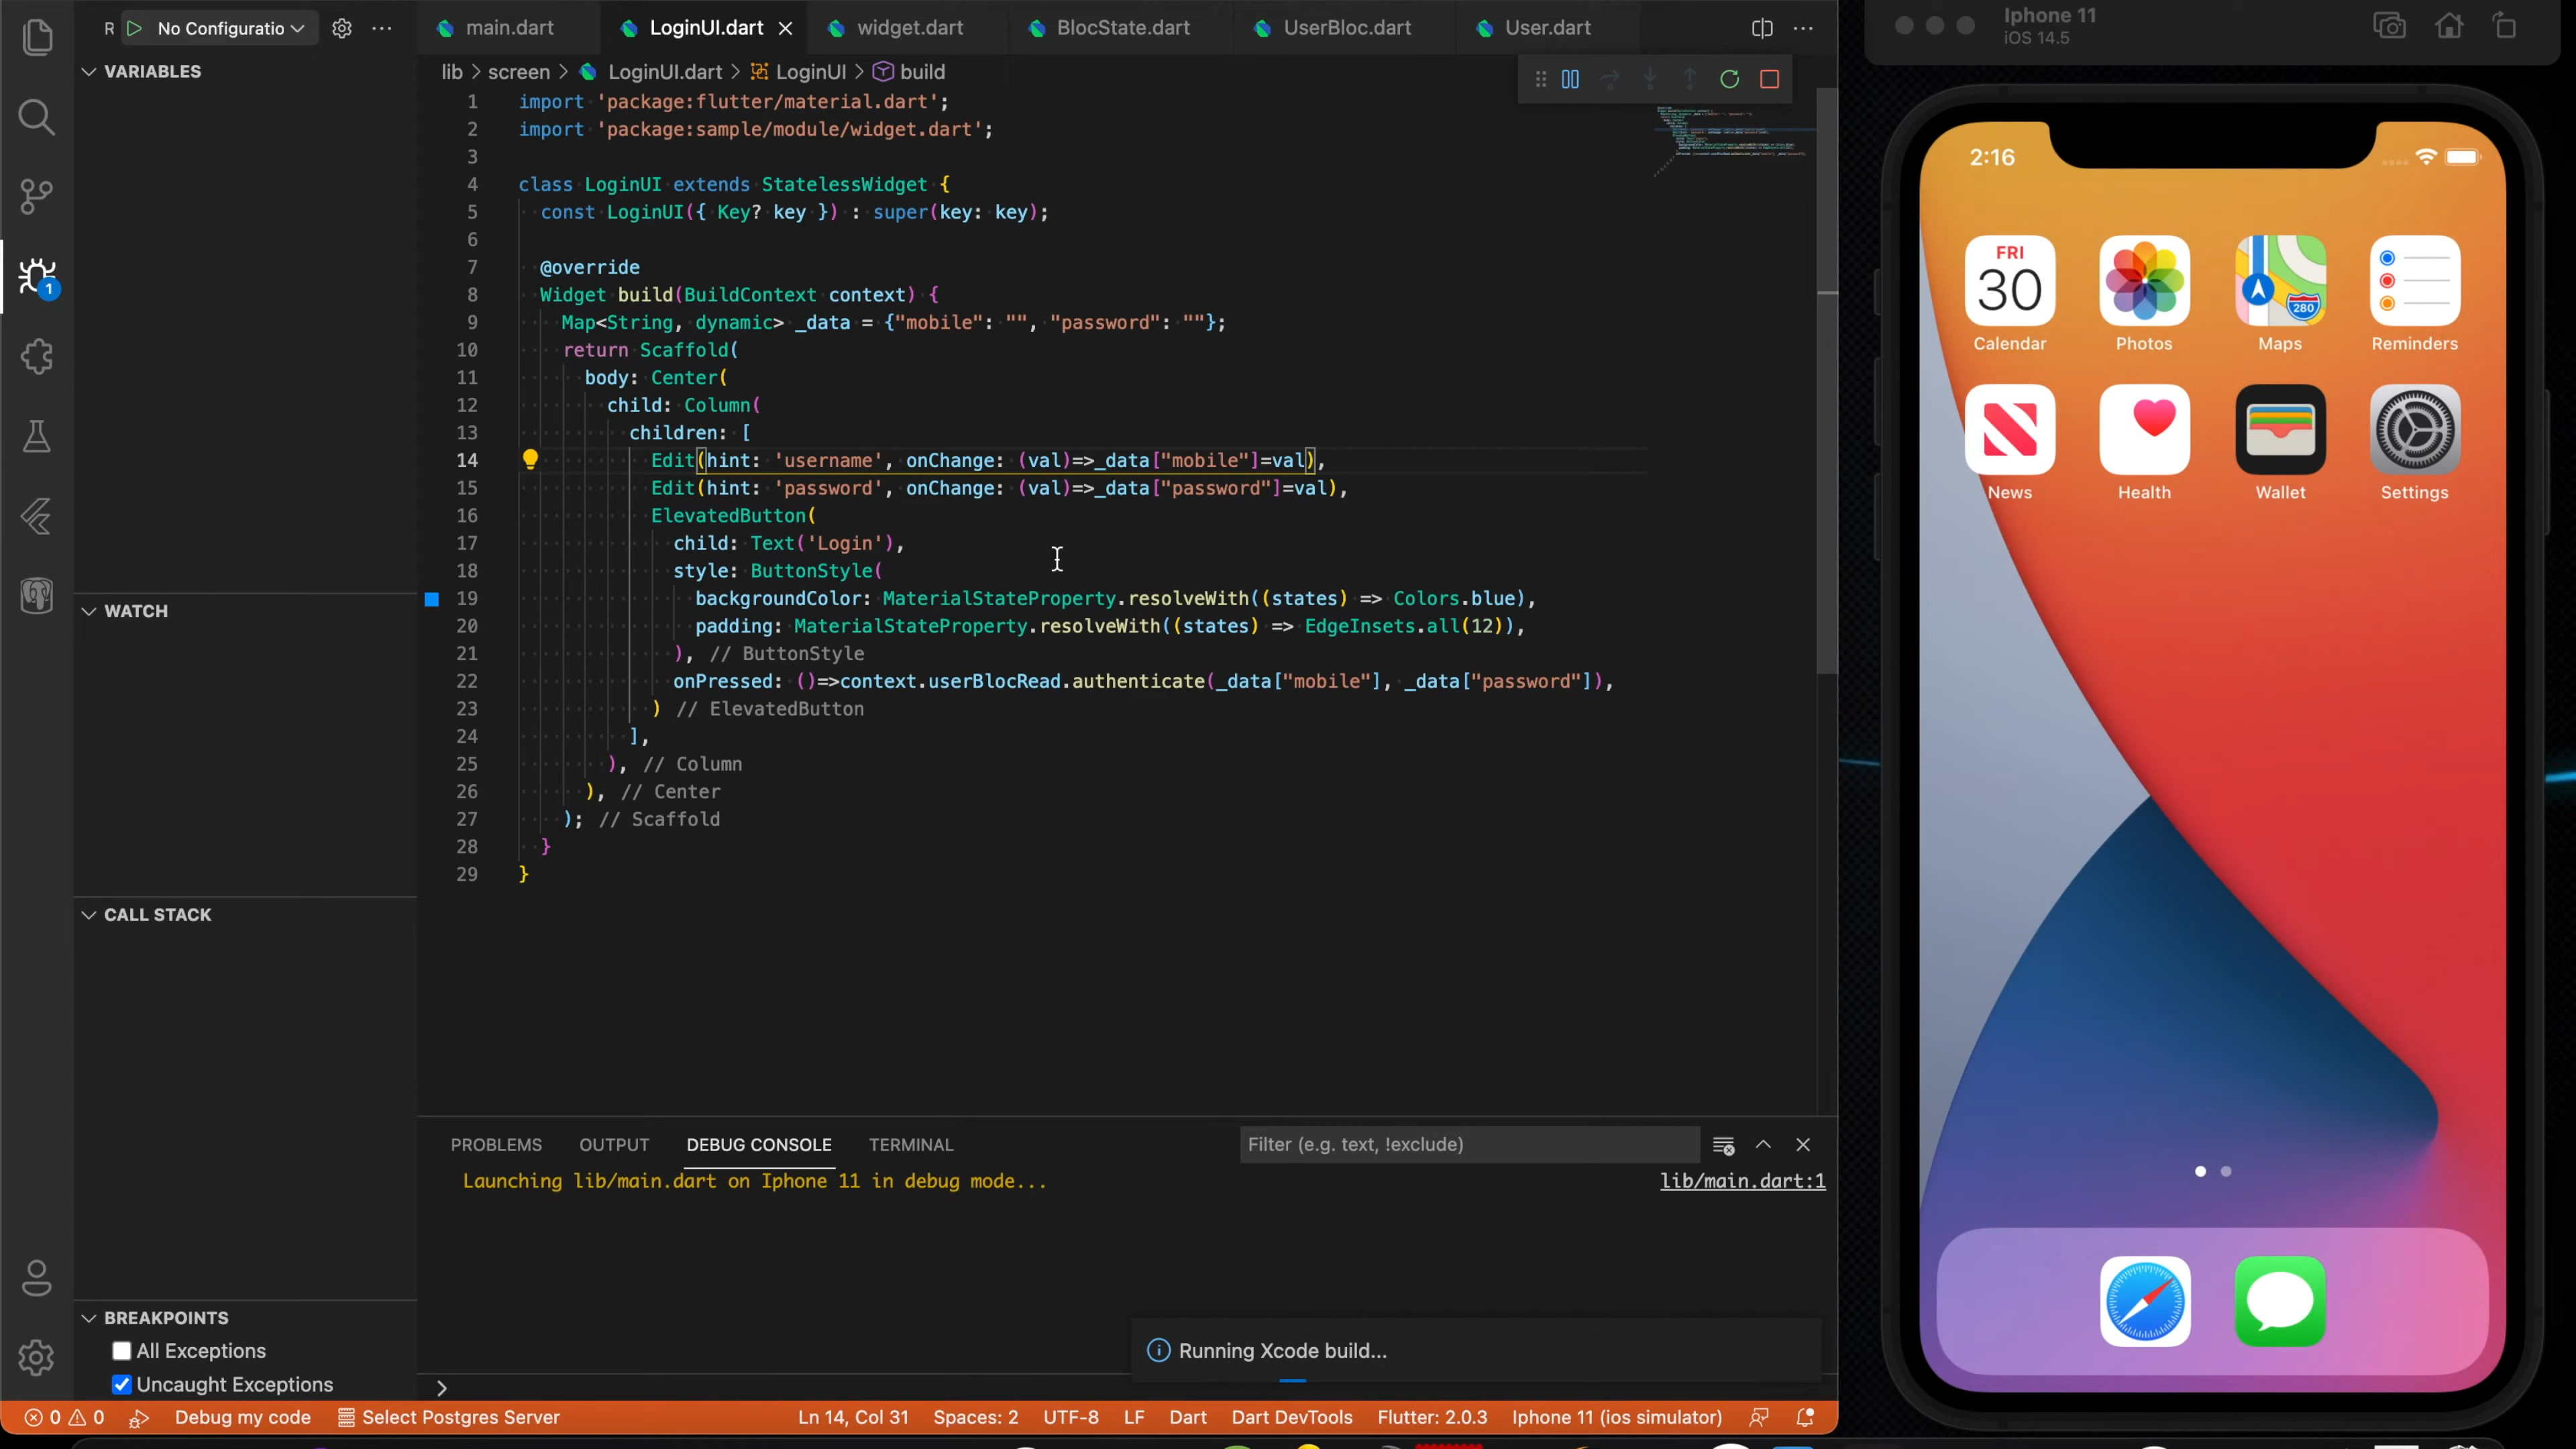 R No Configuratio
VARIABLES
WATCH
CALL STACK
BREAKPOINTS
All Exceptions
Uncaught Exceptions
1
main.dart LoginUI.dart widget.dart BlocState.dart UserBloc.dart User.dart
lib > screen > LoginUI.dart > LoginUI > build
1 import 'package:flutter/material.dart';
2 import 'package:sample/module/widget.dart';
3
4 class LoginUI extends StatelessWidget {
5 const LoginUI({ Key? key }) : super(key: key);
6
7 @override
8 Widget build(BuildContext context) {
9 Map<String, dynamic> _data = {"mobile": "", "password": ""};
10 return Scaffold(
11 body: Center(
12 child: Column(
13 children: [
14 Edit(hint: 'username', onChange: (val)=>_data["mobile"]=val),
15 Edit(hint: 'password', onChange: (val)=>_data["password"]=val),
16 ElevatedButton(
17 child: Text('Login'),
18 style: ButtonStyle(
19 backgroundColor: MaterialStateProperty.resolveWith((states) => Colors.blue),
20 padding: MaterialStateProperty.resolveWith((states) => EdgeInsets.all(12)),
21 ), // ButtonStyle
22 onPressed: ()=>context.userBlocRead.authenticate(_data["mobile"], _data["password"]),
23 ) // ElevatedButton
24 ],
25 ), // Column
26 ), // Center
27 ); // Scaffold
28 }
29 }
PROBLEMS OUTPUT DEBUG CONSOLE TERMINAL Filter (e.g. text, !exclude)
Launching lib/main.dart on Iphone 11 in debug mode... lib/main.dart:1
Running Xcode build...
0 0 Debug my code Select Postgres Server Ln 14, Col 31 Spaces: 2 UTF-8 LF Dart Dart DevTools Flutter: 2.0.3 Iphone 11 (ios simulator)
Iphone 11
iOS 14.5
2:16
FRI
30
280
Calendar Photos Maps Reminders
News Health Wallet Settings